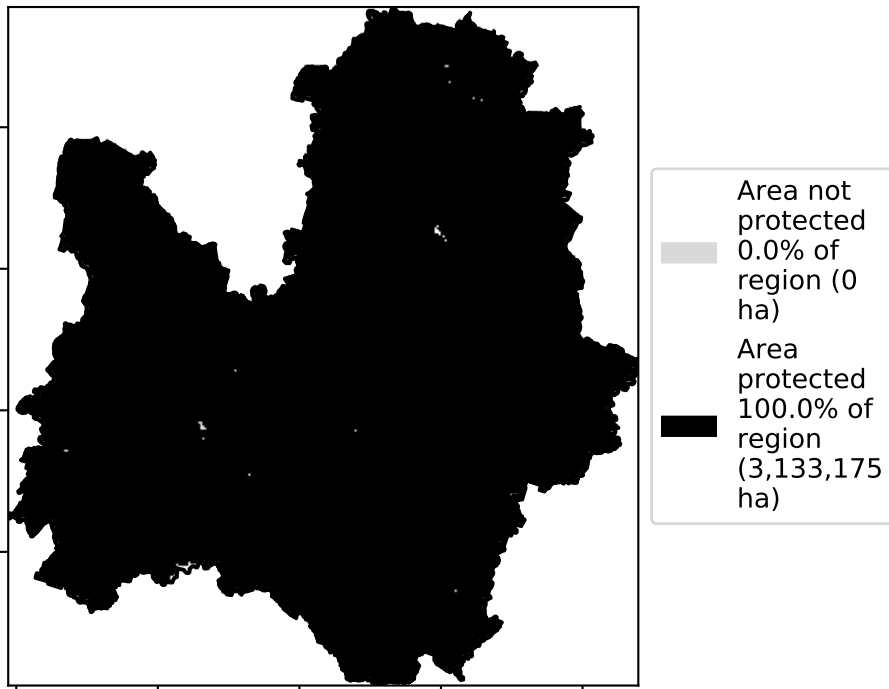 Area not
protected
0.0% of
region (0
ha)
Area
protected
100.0% of
region
(3,133,175
ha)